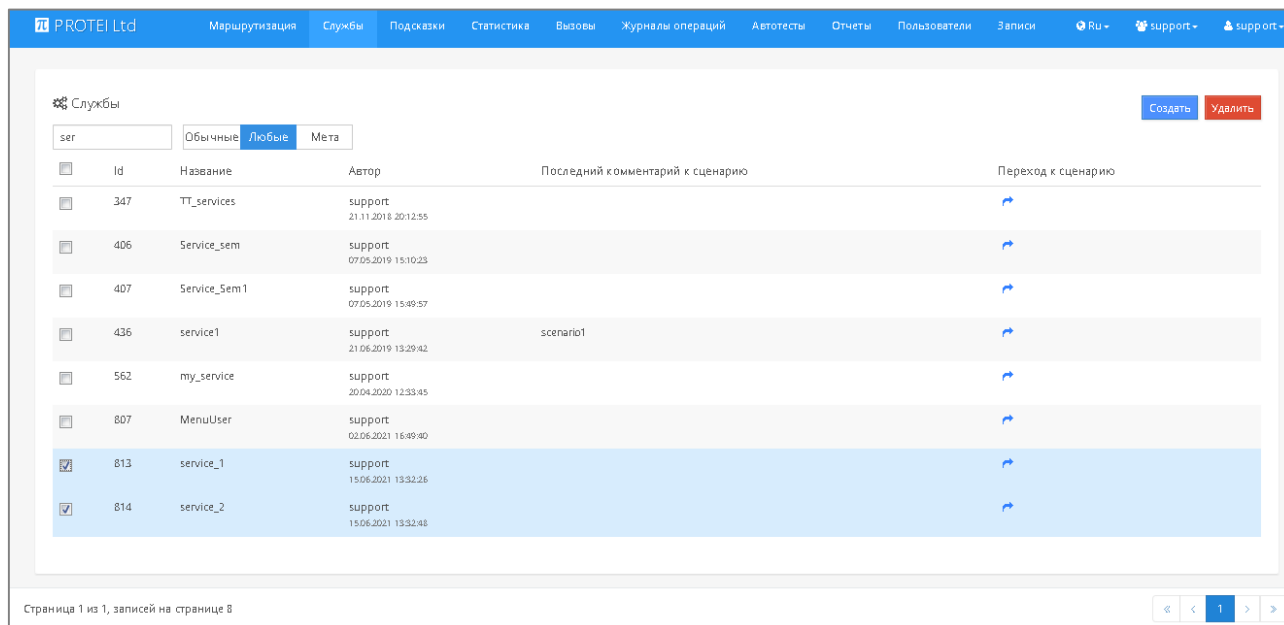 PROTEI Ltd Маршрутизация Службы Подсказки Статистика Вызовы Журналы операций Автотесты Отчеты Пользователи Записи Ru support support
Службы
Создать Удалить
ser Обычные Любые Мета
Id Название Автор Последний комментарий к сценарию Переход к сценарию
347 TT_services support
21.11.2018 20:12:55
406 Service_sem support
07.05.2019 15:10:23
407 Service_Sem1 support
07.05.2019 15:49:57
436 service1 support scenario1
21.06.2019 13:29:42
562 my_service support
20.04.2020 12:33:45
807 MenuUser support
02.06.2021 16:49:40
813 service_1 support
15.06.2021 13:32:26
814 service_2 support
15.06.2021 13:32:48
Страница 1 из 1, записей на странице 8
« ‹ 1 › »